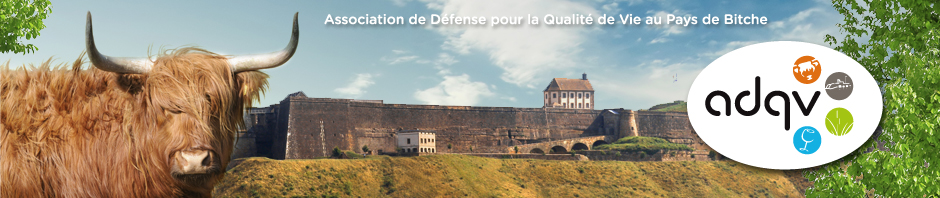 Association de Défense pour la Qualité de Vie au Pays de Bitche
adqv